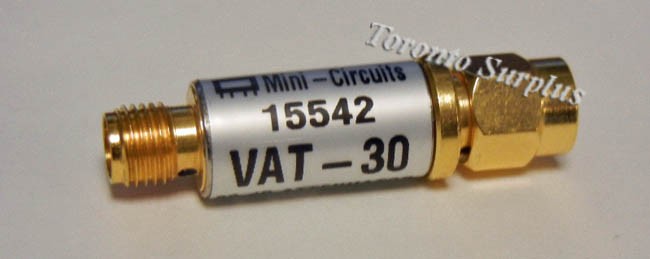 Toronto Surplus
Mini-Circuits
15542
VAT-30